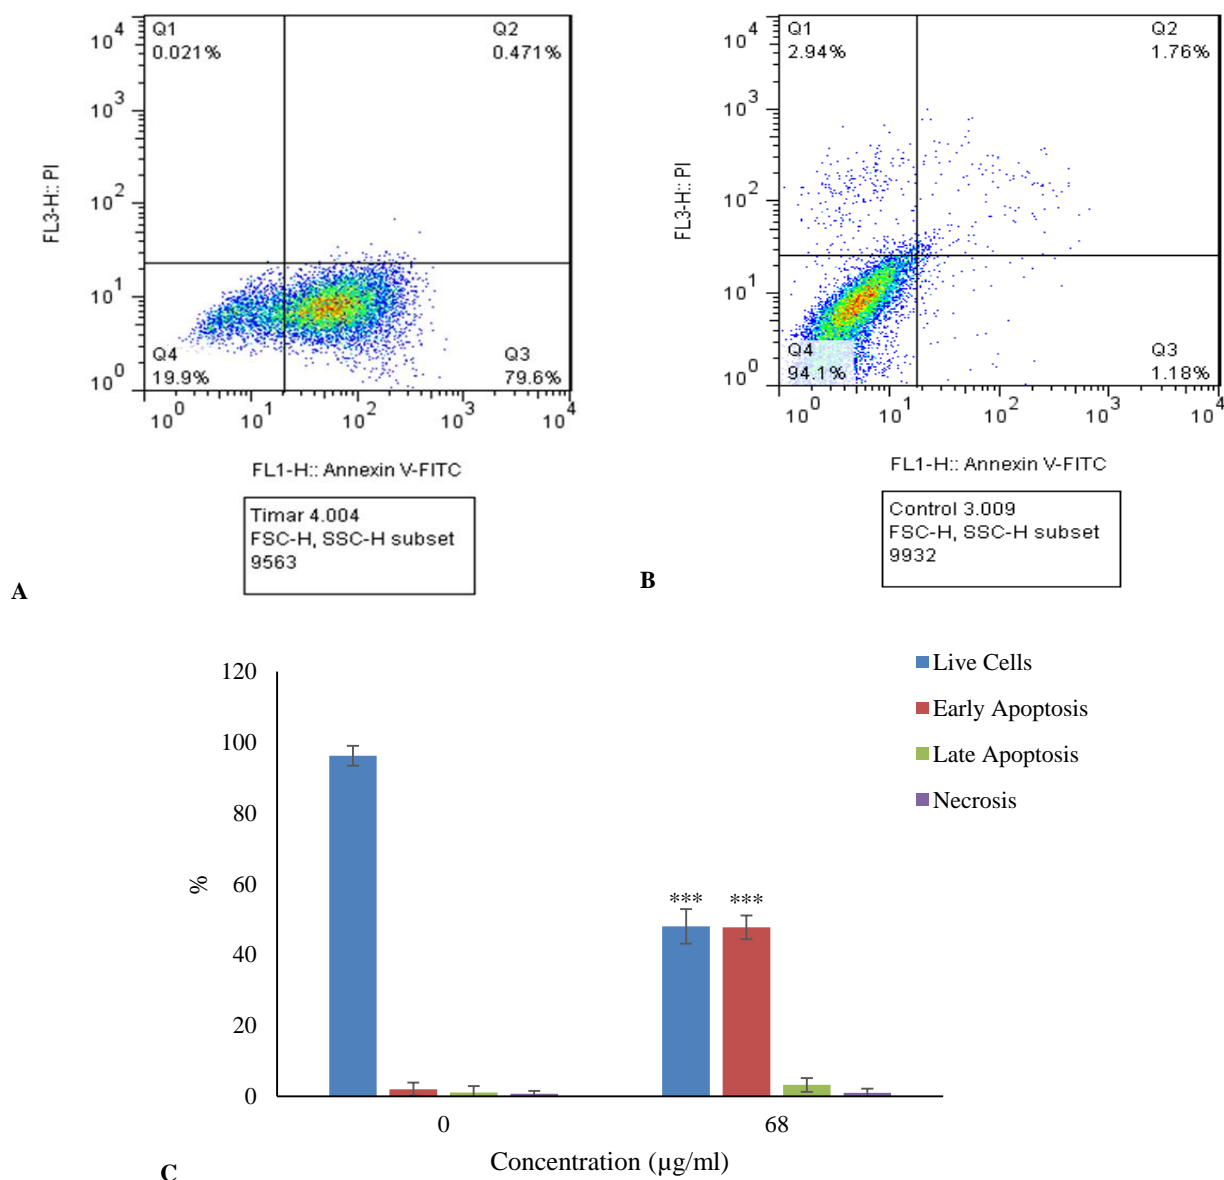 Q1
0.021%
Q2
0.471%
10^4
10^3
10^2
10^1
10^0
FL3-H:: PI
Q4
19.9%
Q3
79.6%
10^0 10^1 10^2 10^3 10^4
FL1-H:: Annexin V-FITC
Timar 4.004
FSC-H, SSC-H subset
9563
A
Q1
2.94%
Q2
1.76%
10^4
10^3
10^2
10^1
10^0
FL3-H:: PI
Q4
94.1%
Q3
1.18%
10^0 10^1 10^2 10^3 10^4
FL1-H:: Annexin V-FITC
Control 3.009
FSC-H, SSC-H subset
9932
B
Live Cells
Early Apoptosis
Late Apoptosis
Necrosis
120
100
80
60
40
20
0
%
*** ***
0 68
Concentration (µg/ml)
C